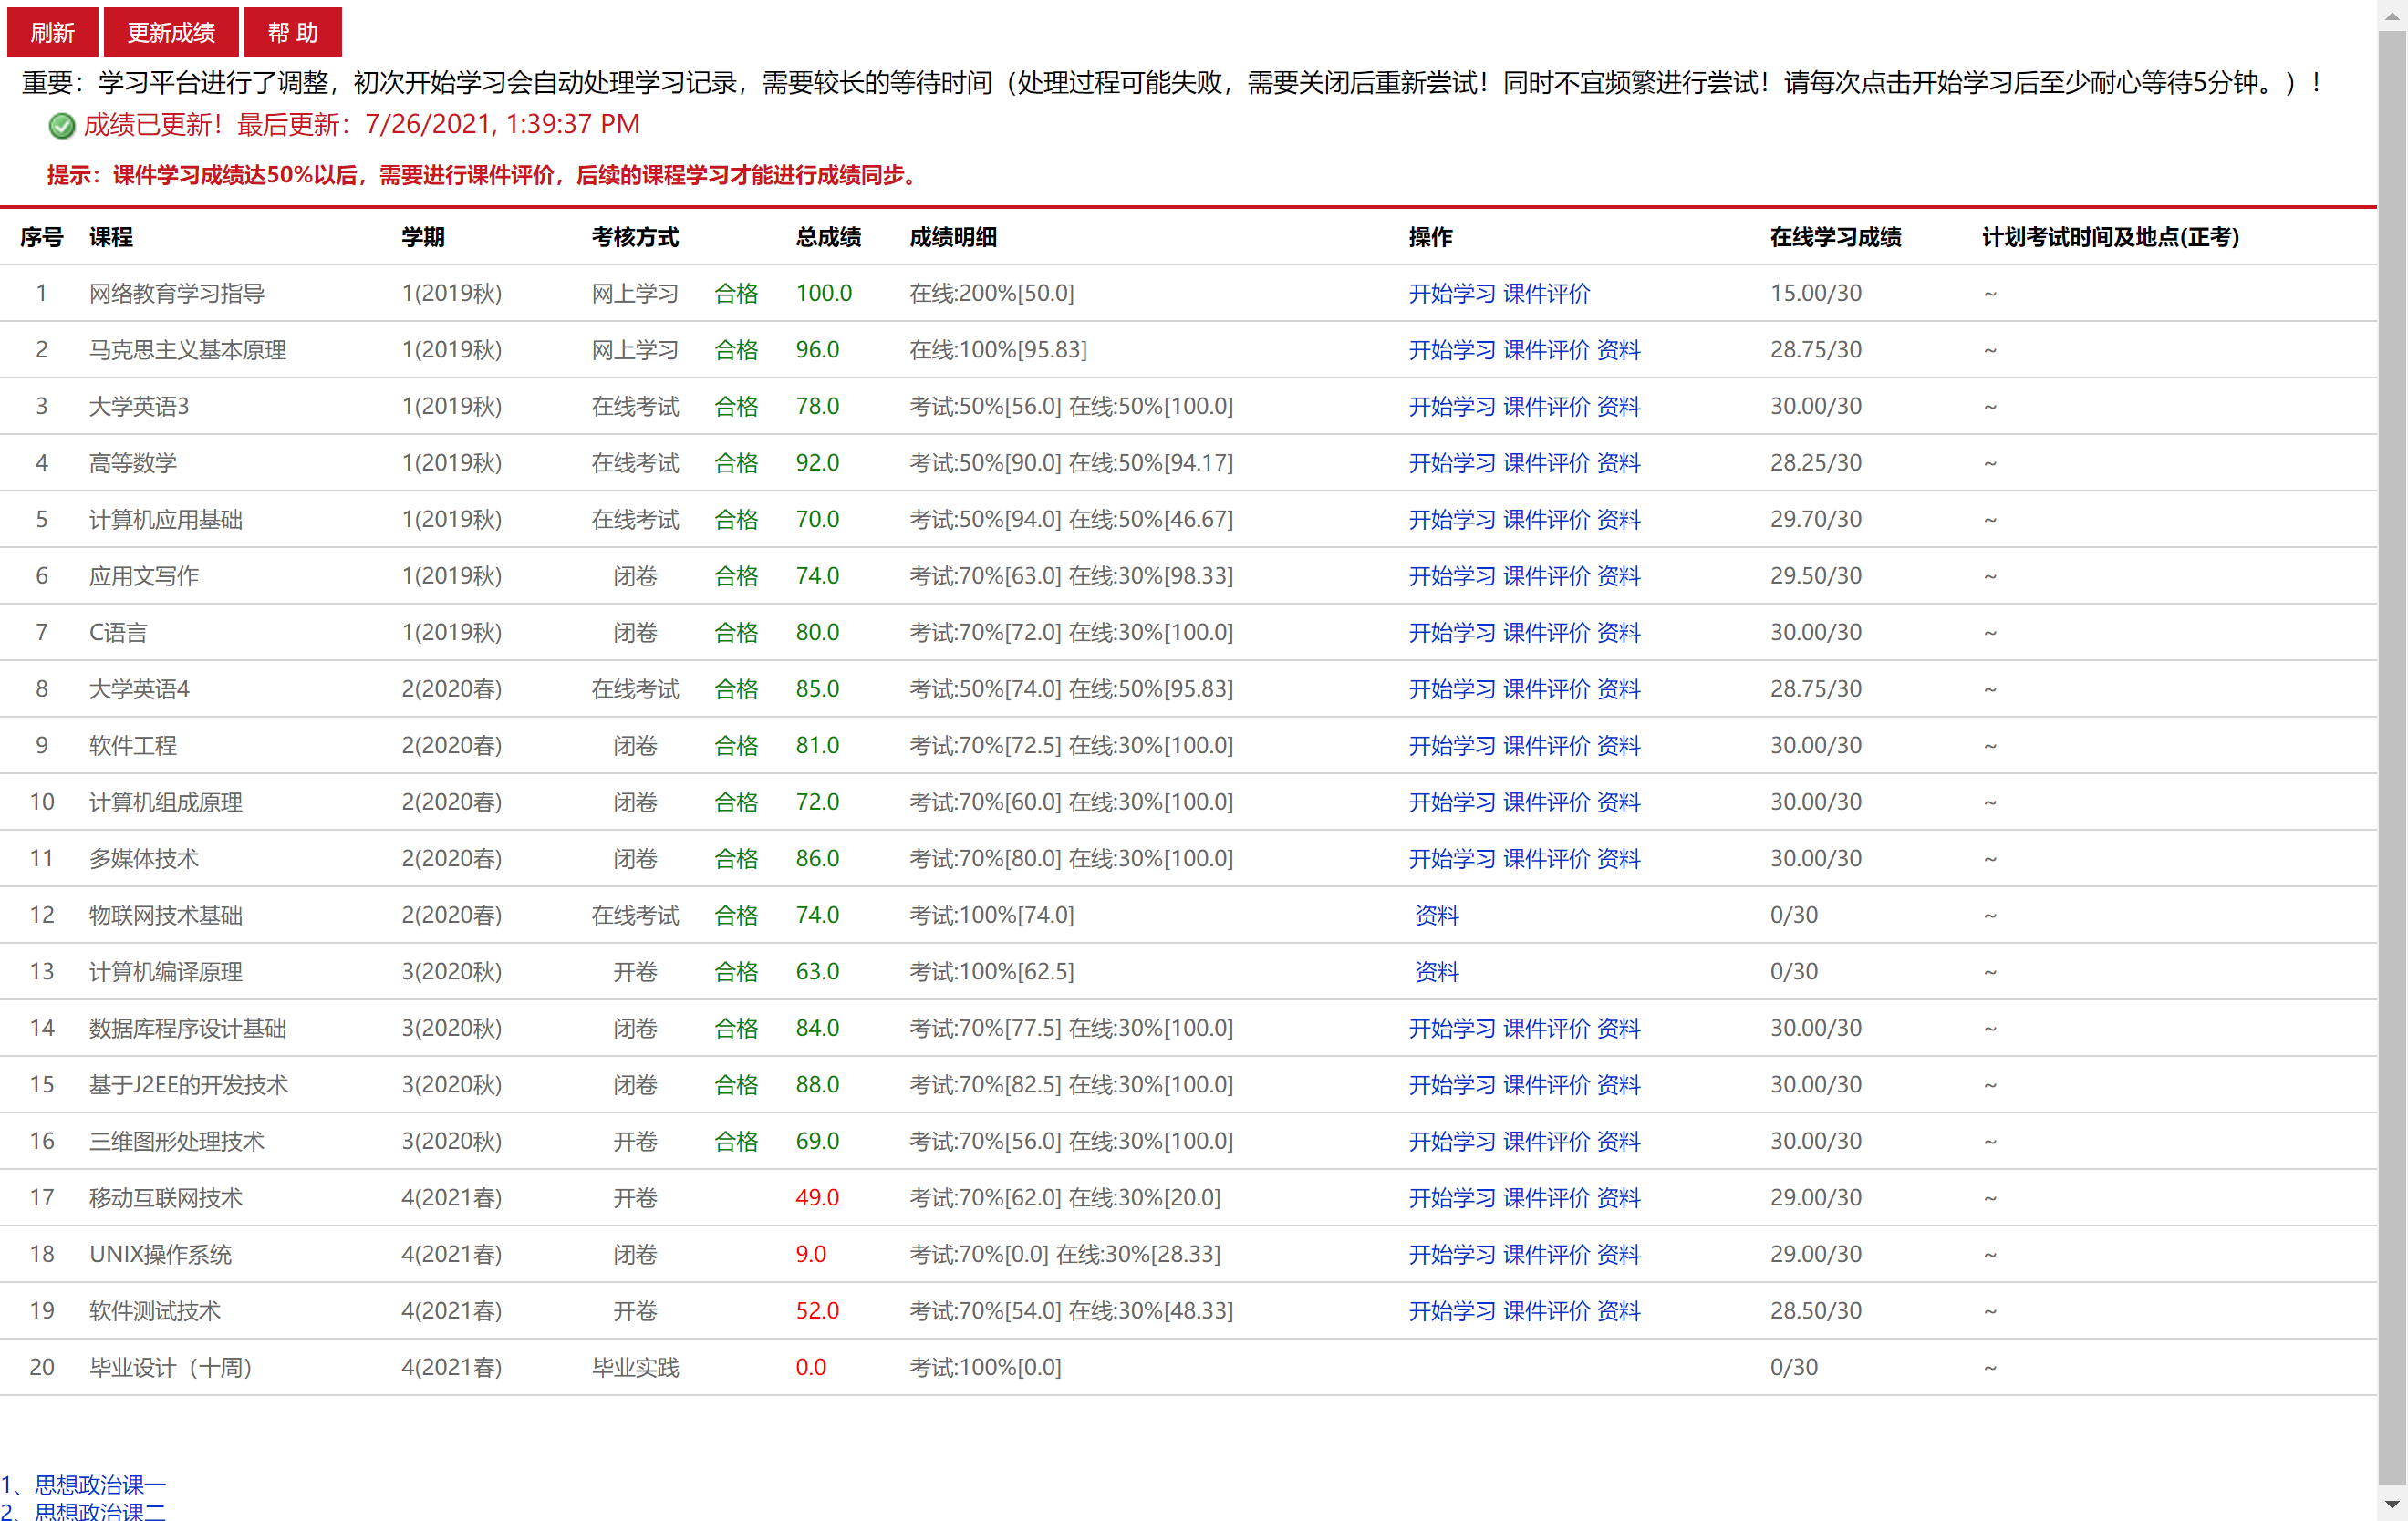 刷新 更新成绩 帮 助
重要：学习平台进行了调整，初次开始学习会自动处理学习记录，需要较长的等待时间（处理过程可能失败，需要关闭后重新尝试！同时不宜频繁进行尝试！请每次点击开始学习后至少耐心等待5分钟。）！
成绩已更新！最后更新：7/26/2021, 1:39:37 PM
提示：课件学习成绩达50%以后，需要进行课件评价，后续的课程学习才能进行成绩同步。
序号 课程 学期 考核方式 总成绩 成绩明细 操作 在线学习成绩 计划考试时间及地点(正考)
1 网络教育学习指导 1(2019秋) 网上学习 合格 100.0 在线:200%[50.0] 开始学习 课件评价 15.00/30 ~
2 马克思主义基本原理 1(2019秋) 网上学习 合格 96.0 在线:100%[95.83] 开始学习 课件评价 资料 28.75/30 ~
3 大学英语3 1(2019秋) 在线考试 合格 78.0 考试:50%[56.0] 在线:50%[100.0] 开始学习 课件评价 资料 30.00/30 ~
4 高等数学 1(2019秋) 在线考试 合格 92.0 考试:50%[90.0] 在线:50%[94.17] 开始学习 课件评价 资料 28.25/30 ~
5 计算机应用基础 1(2019秋) 在线考试 合格 70.0 考试:50%[94.0] 在线:50%[46.67] 开始学习 课件评价 资料 29.70/30 ~
6 应用文写作 1(2019秋) 闭卷 合格 74.0 考试:70%[63.0] 在线:30%[98.33] 开始学习 课件评价 资料 29.50/30 ~
7 C语言 1(2019秋) 闭卷 合格 80.0 考试:70%[72.0] 在线:30%[100.0] 开始学习 课件评价 资料 30.00/30 ~
8 大学英语4 2(2020春) 在线考试 合格 85.0 考试:50%[74.0] 在线:50%[95.83] 开始学习 课件评价 资料 28.75/30 ~
9 软件工程 2(2020春) 闭卷 合格 81.0 考试:70%[72.5] 在线:30%[100.0] 开始学习 课件评价 资料 30.00/30 ~
10 计算机组成原理 2(2020春) 闭卷 合格 72.0 考试:70%[60.0] 在线:30%[100.0] 开始学习 课件评价 资料 30.00/30 ~
11 多媒体技术 2(2020春) 闭卷 合格 86.0 考试:70%[80.0] 在线:30%[100.0] 开始学习 课件评价 资料 30.00/30 ~
12 物联网技术基础 2(2020春) 在线考试 合格 74.0 考试:100%[74.0] 资料 0/30 ~
13 计算机编译原理 3(2020秋) 开卷 合格 63.0 考试:100%[62.5] 资料 0/30 ~
14 数据库程序设计基础 3(2020秋) 闭卷 合格 84.0 考试:70%[77.5] 在线:30%[100.0] 开始学习 课件评价 资料 30.00/30 ~
15 基于J2EE的开发技术 3(2020秋) 闭卷 合格 88.0 考试:70%[82.5] 在线:30%[100.0] 开始学习 课件评价 资料 30.00/30 ~
16 三维图形处理技术 3(2020秋) 开卷 合格 69.0 考试:70%[56.0] 在线:30%[100.0] 开始学习 课件评价 资料 30.00/30 ~
17 移动互联网技术 4(2021春) 开卷 49.0 考试:70%[62.0] 在线:30%[20.0] 开始学习 课件评价 资料 29.00/30 ~
18 UNIX操作系统 4(2021春) 闭卷 9.0 考试:70%[0.0] 在线:30%[28.33] 开始学习 课件评价 资料 29.00/30 ~
19 软件测试技术 4(2021春) 开卷 52.0 考试:70%[54.0] 在线:30%[48.33] 开始学习 课件评价 资料 28.50/30 ~
20 毕业设计（十周） 4(2021春) 毕业实践 0.0 考试:100%[0.0] 0/30 ~
1、思想政治课一
2、思想政治课二